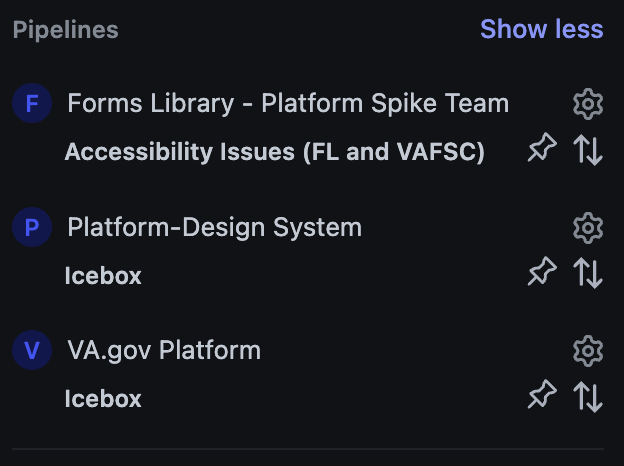 Pipelines
Show less
F
Forms Library - Platform Spike Team
Accessibility Issues (FL and VAFSC)
P
Platform-Design System
Icebox
V
VA.gov Platform
Icebox